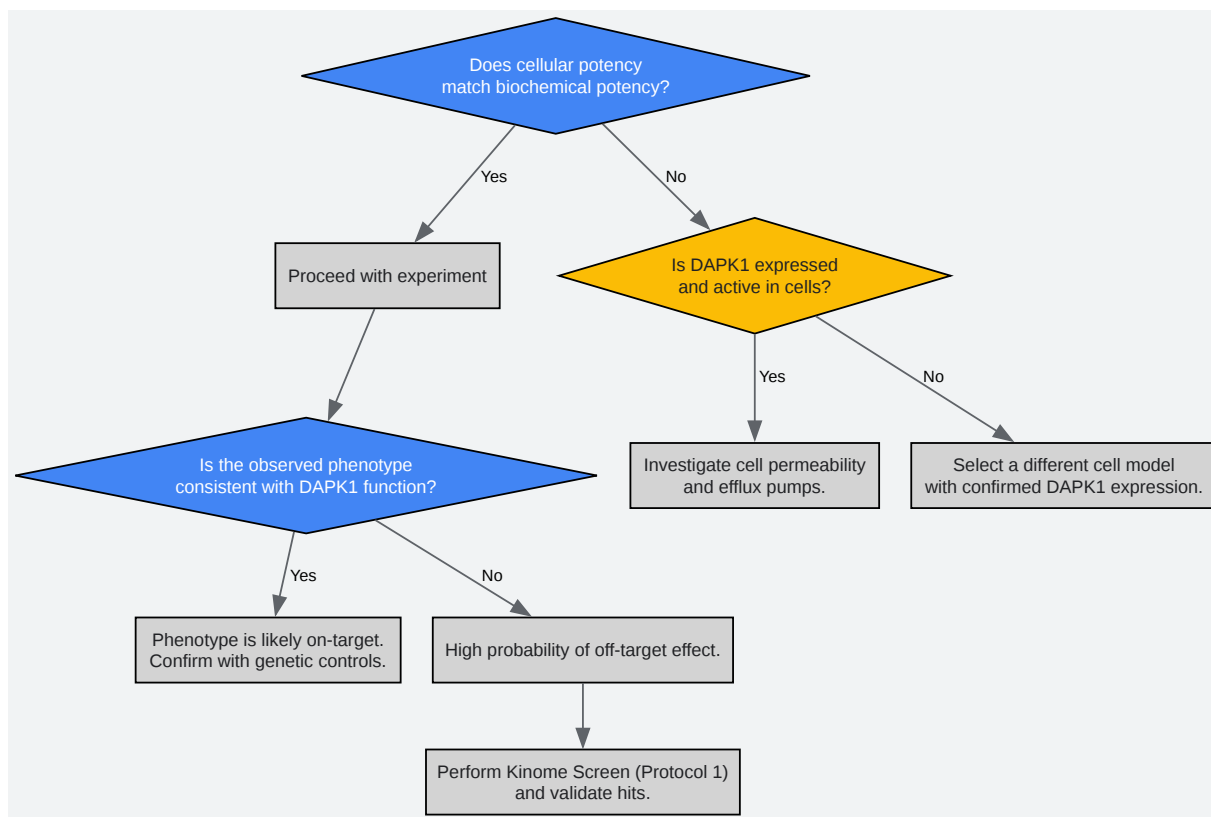 Does cellular potency
match biochemical potency?
Yes
No
Proceed with experiment
Is DAPK1 expressed
and active in cells?
Yes
No
Is the observed phenotype
consistent with DAPK1 function?
Investigate cell permeability
and efflux pumps.
Select a different cell model
with confirmed DAPK1 expression.
Yes
No
Phenotype is likely on-target.
Confirm with genetic controls.
High probability of off-target effect.
Perform Kinome Screen (Protocol 1)
and validate hits.